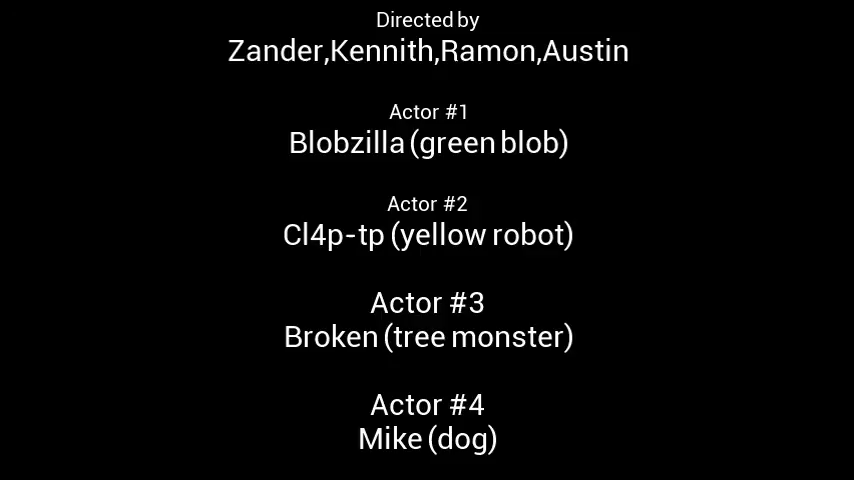 Directed by
Zander,Kennith,Ramon,Austin
Actor #1
Blobzilla (green blob)
Actor #2
Cl4p-tp (yellow robot)
Actor #3
Broken (tree monster)
Actor #4
Mike (dog)